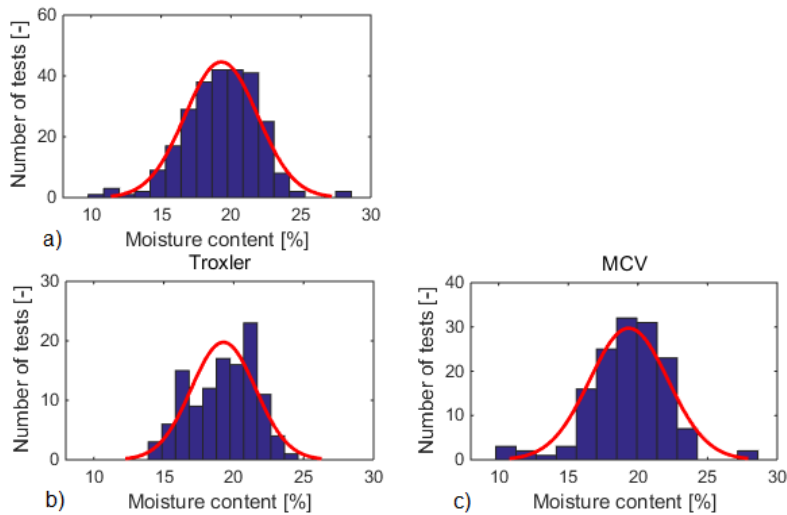 60
40
20
0
10 15 20 25 30
Number of tests [-]
Moisture content [%]
a)
Troxler
30
20
10
0
10 15 20 25 30
Number of tests [-]
Moisture content [%]
b)
MCV
40
30
20
10
0
10 15 20 25 30
Number of tests [-]
Moisture content [%]
c)